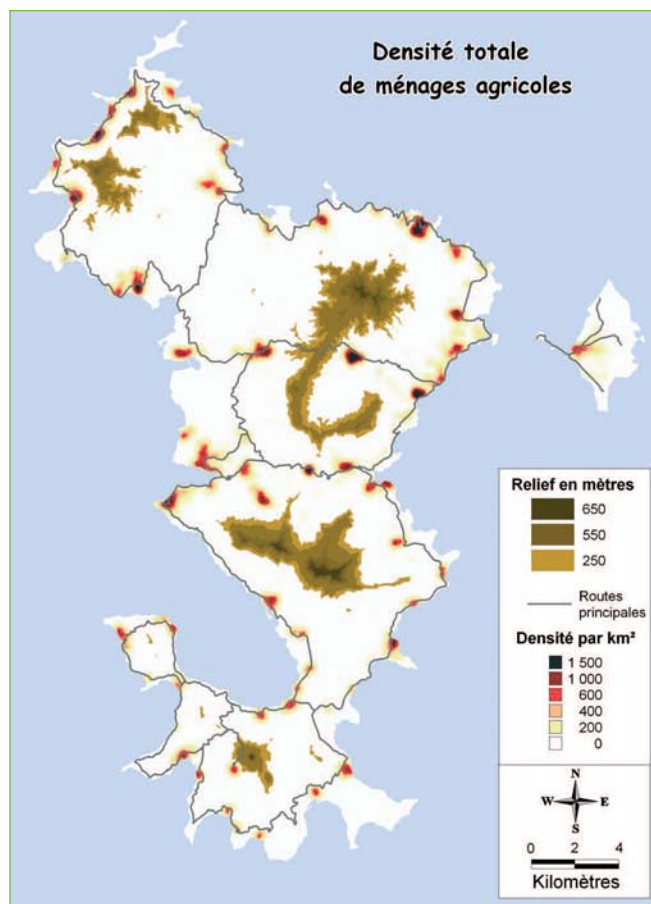 Densité totale
de ménages agricoles
Relief en mètres
650
550
250
Routes
principales
Densité par km²
1 500
1 000
600
400
200
0
N
W E
S
0 2 4
Kilomètres